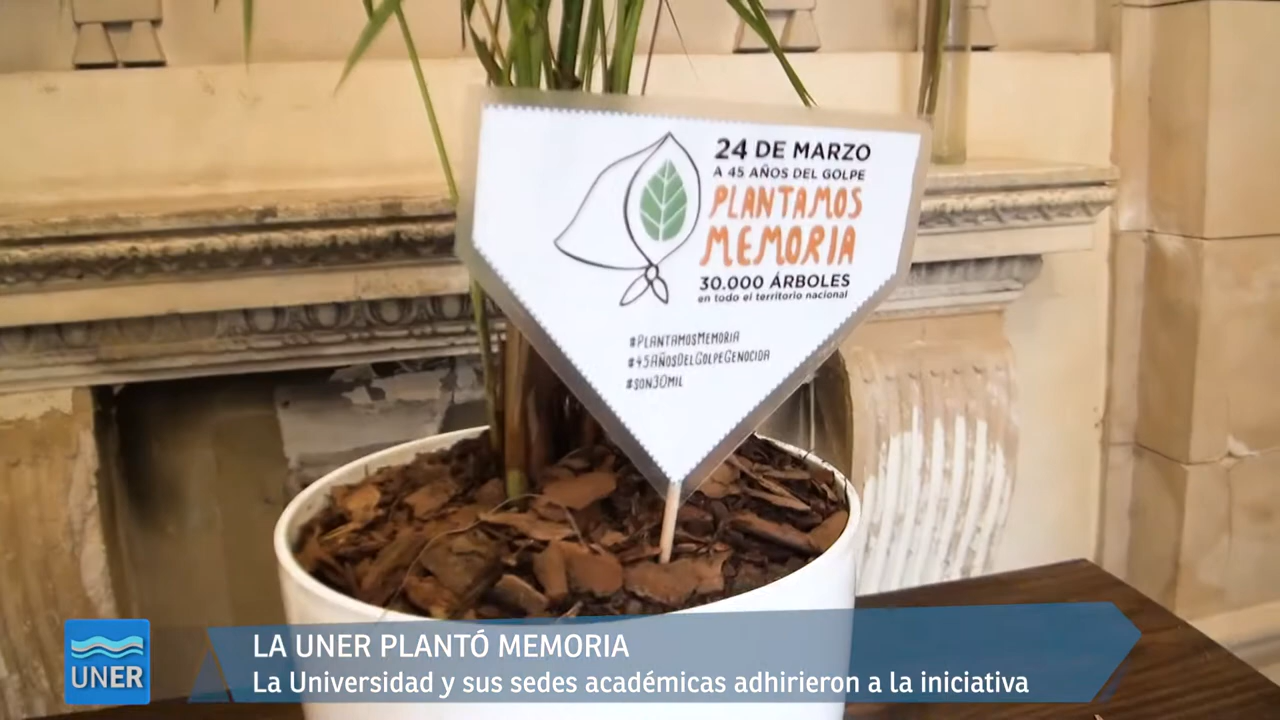 24 DE MARZO
A 45 AÑOS DEL GOLPE
PLANTAMOS
MEMORIA
30.000 ÁRBOLES
en todo el territorio nacional
#PLANTAMOSMEMORIA
#45AÑOSDELGOLPEGENOCIDA
#SON30MIL
UNER
LA UNER PLANTÓ MEMORIA
La Universidad y sus sedes académicas adhirieron a la iniciativa